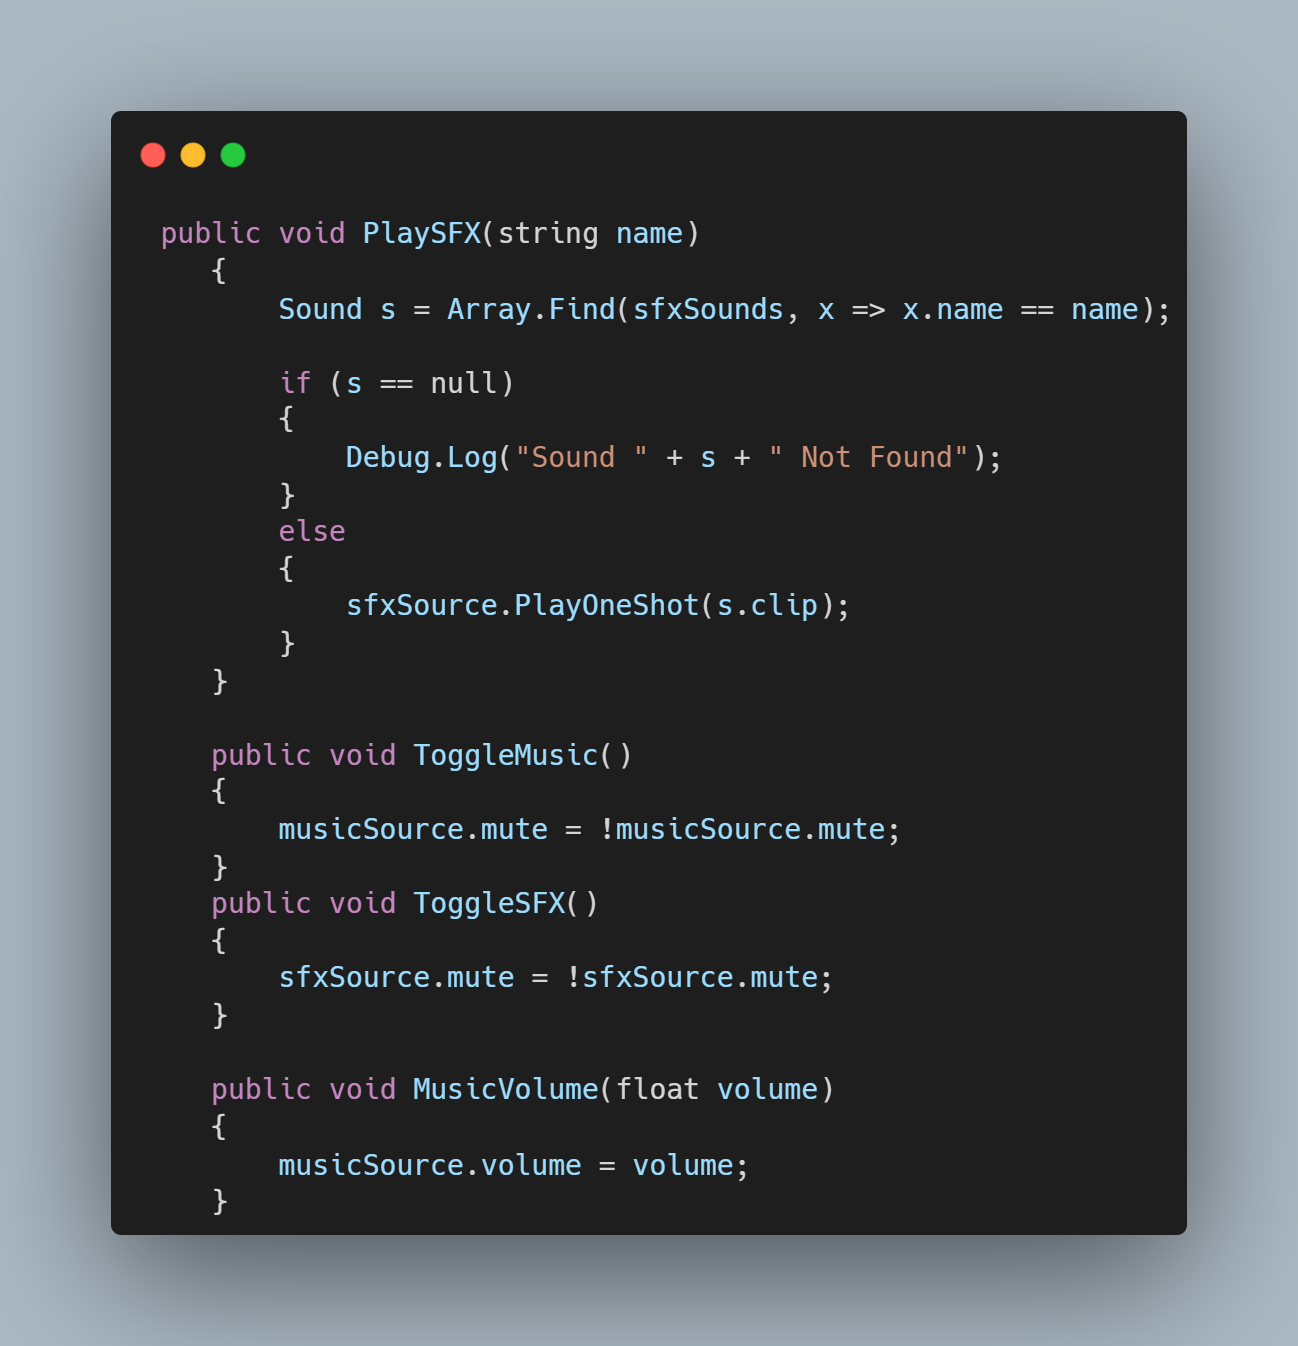 public void PlaySFX(string name)
   {
       Sound s = Array.Find(sfxSounds, x => x.name == name);

       if (s == null)
       {
           Debug.Log("Sound " + s + " Not Found");
       }
       else
       {
           sfxSource.PlayOneShot(s.clip);
       }
   }

   public void ToggleMusic()
   {
       musicSource.mute = !musicSource.mute;
   }
   public void ToggleSFX()
   {
       sfxSource.mute = !sfxSource.mute;
   }

   public void MusicVolume(float volume)
   {
       musicSource.volume = volume;
   }